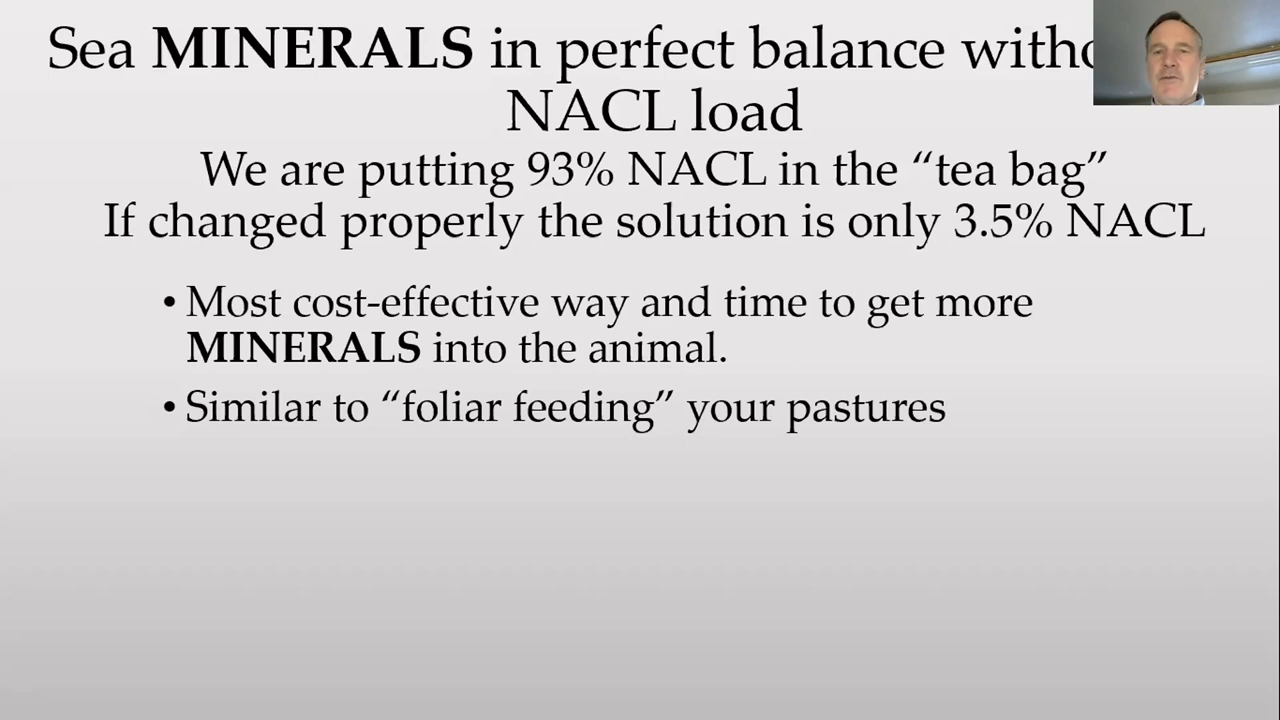 Sea MINERALS in perfect balance
NACL load
We are putting 93% NACL in the “tea bag”
If changed properly the solution is only 3.5% NACL
• Most cost-effective way and time to get more
MINERALS into the animal.
• Similar to “foliar feeding” your pastures